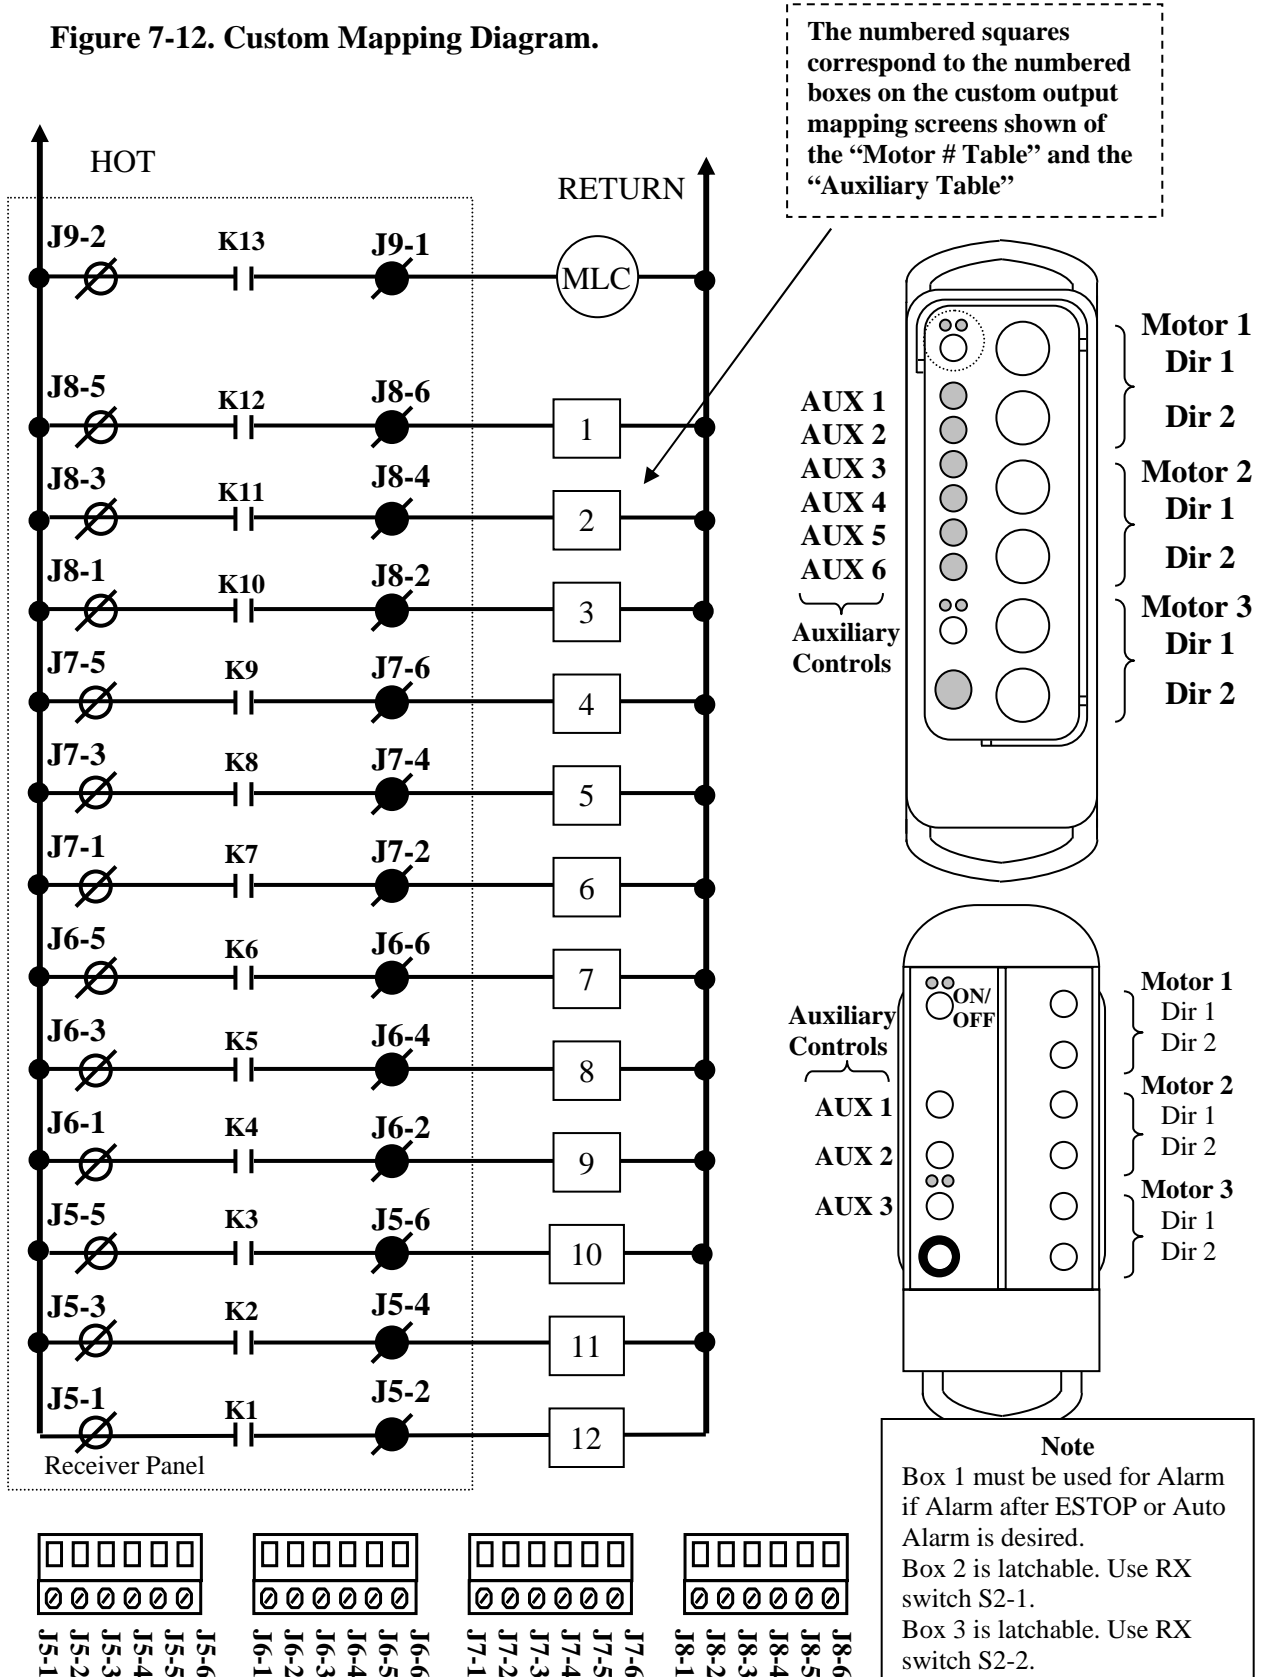 Figure 7-12. Custom Mapping Diagram.
The numbered squares
correspond to the numbered
boxes on the custom output
mapping screens shown of
the “Motor # Table” and the
“Auxiliary Table”
HOT
RETURN
J9-2 K13 J9-1 MLC
J8-5 K12 J8-6 1
J8-3 K11 J8-4 2
J8-1 K10 J8-2 3
J7-5 K9 J7-6 4
J7-3 K8 J7-4 5
J7-1 K7 J7-2 6
J6-5 K6 J6-6 7
J6-3 K5 J6-4 8
J6-1 K4 J6-2 9
J5-5 K3 J5-6 10
J5-3 K2 J5-4 11
J5-1 K1 J5-2 12
Receiver Panel
AUX 1
AUX 2
AUX 3
AUX 4
AUX 5
AUX 6
Auxiliary
Controls
Motor 1
Dir 1
Dir 2
Motor 2
Dir 1
Dir 2
Motor 3
Dir 1
Dir 2
Auxiliary
Controls
AUX 1
AUX 2
AUX 3
ON/
OFF
Motor 1
Dir 1
Dir 2
Motor 2
Dir 1
Dir 2
Motor 3
Dir 1
Dir 2
Note
Box 1 must be used for Alarm
if Alarm after ESTOP or Auto
Alarm is desired.
Box 2 is latchable. Use RX
switch S2-1.
Box 3 is latchable. Use RX
switch S2-2.
J5-1
J5-2
J5-3
J5-4
J5-5
J5-6
J6-1
J6-2
J6-3
J6-4
J6-5
J6-6
J7-1
J7-2
J7-3
J7-4
J7-5
J7-6
J8-1
J8-2
J8-3
J8-4
J8-5
J8-6